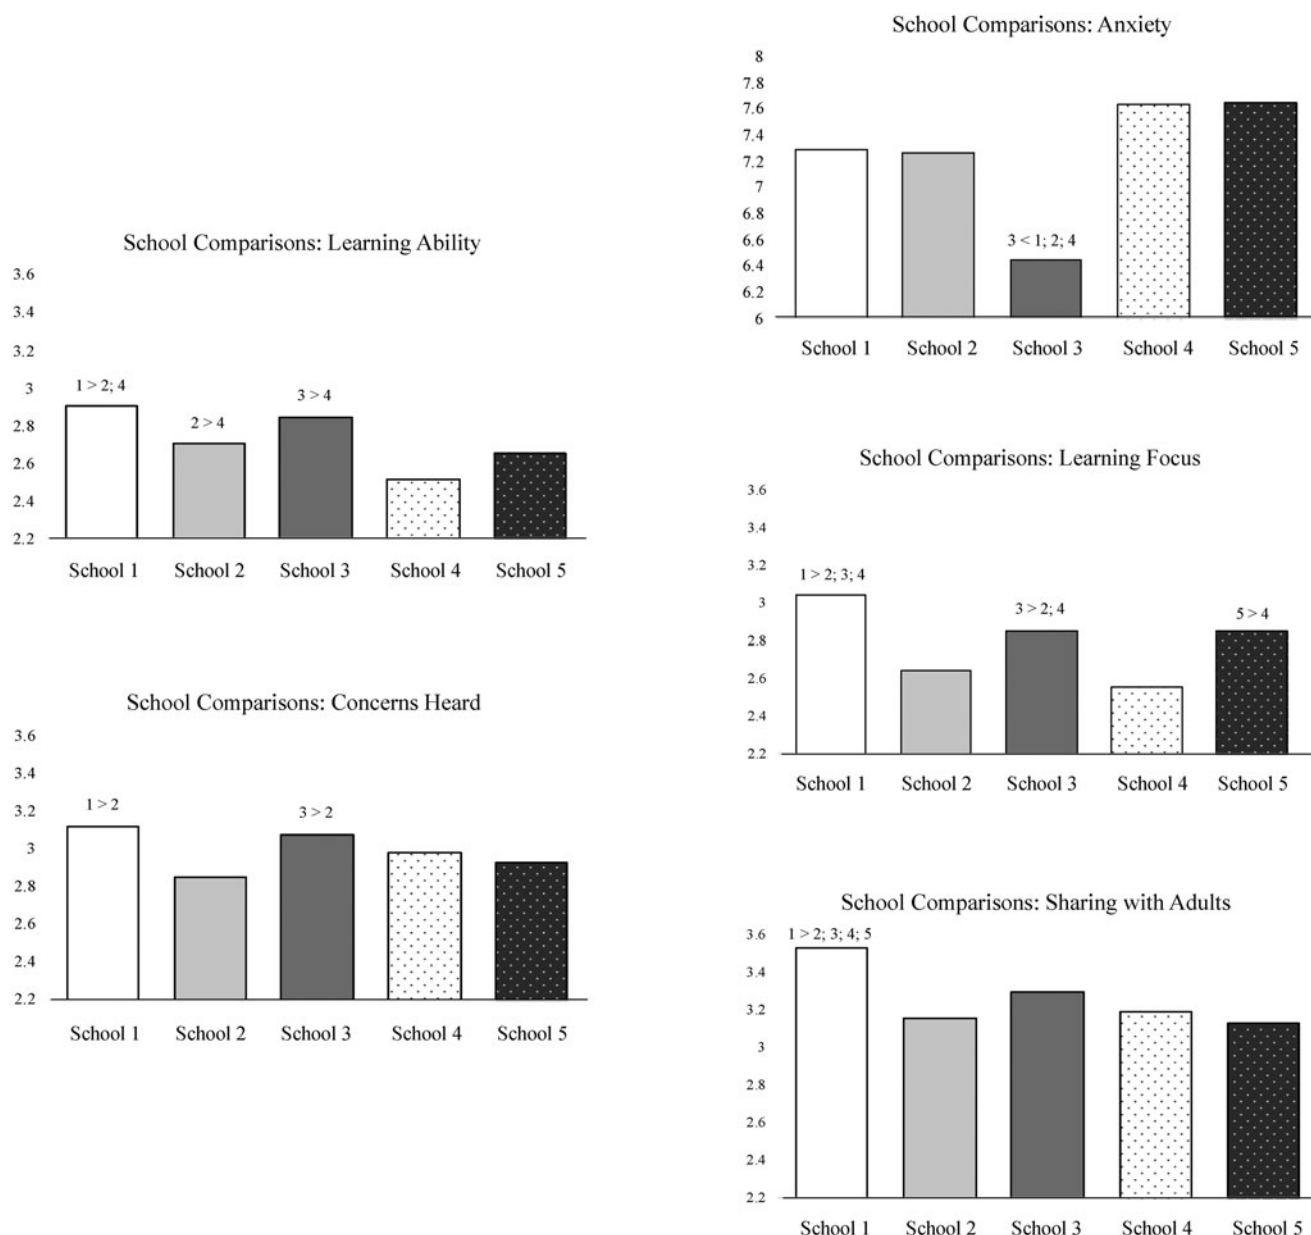 School Comparisons: Anxiety
8
7.8
7.6
7.4
7.2
7
6.8
6.6
6.4
6.2
6
3 < 1; 2; 4
School 1 School 2 School 3 School 4 School 5
School Comparisons: Learning Ability
3.6
3.4
3.2
3
2.8
2.6
2.4
2.2
1 > 2; 4
2 > 4
3 > 4
School 1 School 2 School 3 School 4 School 5
School Comparisons: Learning Focus
3.6
3.4
3.2
3
2.8
2.6
2.4
2.2
1 > 2; 3; 4
3 > 2; 4
5 > 4
School 1 School 2 School 3 School 4 School 5
School Comparisons: Concerns Heard
3.6
3.4
3.2
3
2.8
2.6
2.4
2.2
1 > 2
3 > 2
School 1 School 2 School 3 School 4 School 5
School Comparisons: Sharing with Adults
3.6
3.4
3.2
3
2.8
2.6
2.4
2.2
1 > 2; 3; 4; 5
School 1 School 2 School 3 School 4 School 5